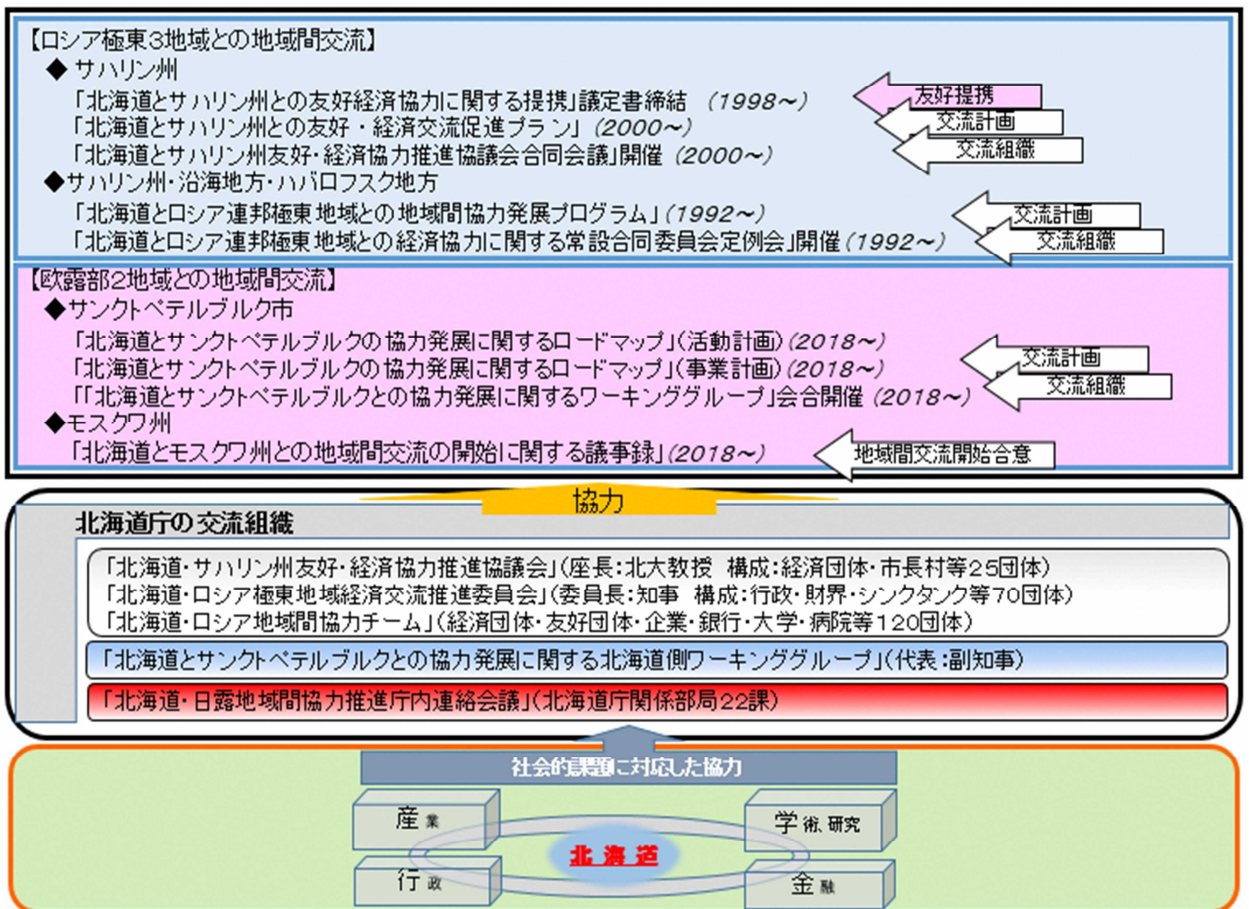 【ロシア極東3地域との地域間交流】
◆ サハリン州
「北海道とサハリン州との友好経済協力に関する提携」議定書締結 （1998～） 友好提携
「北海道とサハリン州との友好・経済交流促進プラン」（2000～） 交流計画
「北海道とサハリン州友好・経済協力推進協議会合同会議」開催（2000～） 交流組織
◆サハリン州・沿海地方・ハバロフスク地方
「北海道とロシア連邦極東地域との地域間協力発展プログラム」（1992～） 交流計画
「北海道とロシア連邦極東地域との経済協力に関する常設合同委員会定例会」開催（1992～） 交流組織
【欧露部2地域との地域間交流】
◆サンクトペテルブルク市
「北海道とサンクトペテルブルクの協力発展に関するロードマップ」（活動計画）（2018～）
「北海道とサンクトペテルブルクの協力発展に関するロードマップ」（事業計画）（2018～） 交流計画
「「北海道とサンクトペテルブルクとの協力発展に関するワーキンググループ」会合開催（2018～） 交流組織
◆モスクワ州
「北海道とモスクワ州との地域間交流の開始に関する議事録」（2018～） 地域間交流開始合意
協力
北海道庁の交流組織
「北海道・サハリン州友好・経済協力推進協議会」（座長：北大教授 構成：経済団体・市長村等25団体）
「北海道・ロシア極東地域経済交流推進委員会」（委員長：知事 構成：行政・財界・シンクタンク等70団体）
「北海道・ロシア地域間協力チーム」（経済団体・友好団体・企業・銀行・大学・病院等120団体）
「北海道とサンクトペテルブルクとの協力発展に関する北海道側ワーキンググループ」（代表：副知事）
「北海道・日露地域間協力推進庁内連絡会議」（北海道庁関係部局22課）
社会的課題に対応した協力
産業
学術、研究
北海道
行政
金融